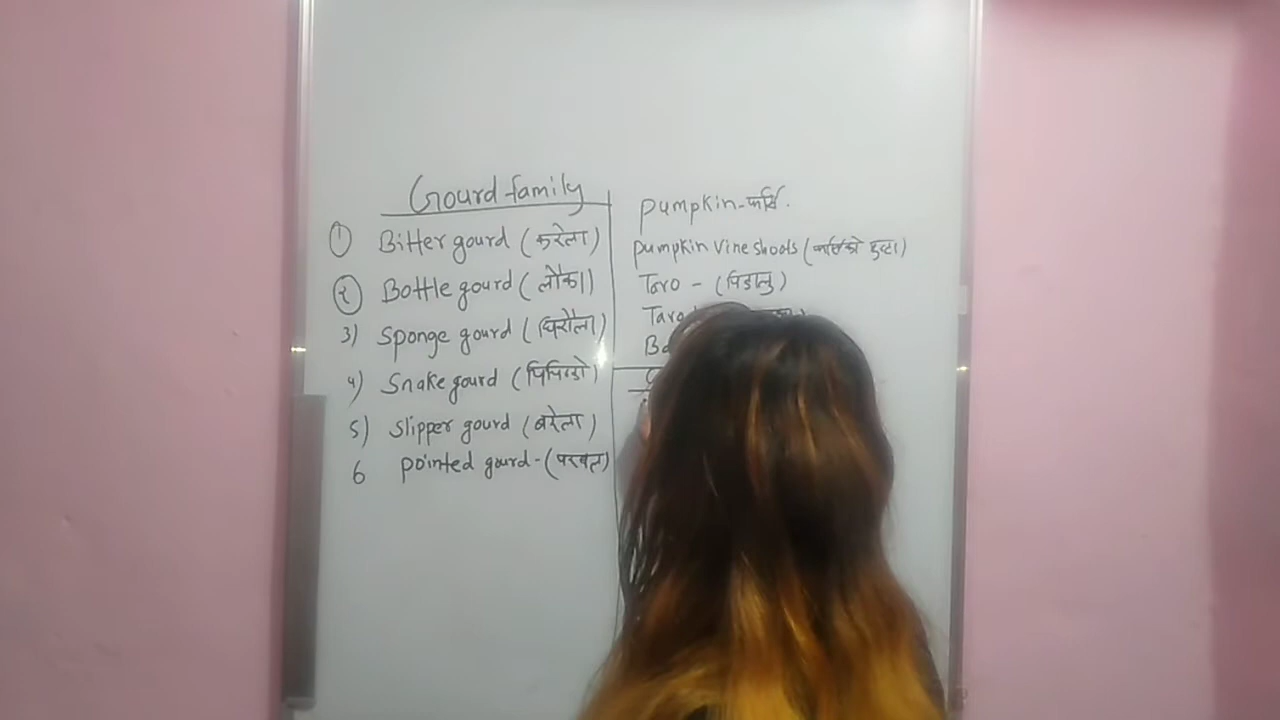 Gourd family
① Bitter gourd (करेला)
② Bottle gourd (लौका)
3) Sponge gourd (घिरौला)
4) Snake gourd (चिचिन्डो)
5) Slipper gourd (बरेला)
6 pointed gourd - (परवल)
pumpkin - फर्सि.
pumpkin vine shoots (फर्सिको मुन्टा)
Taro - (पिडालु)
Taro